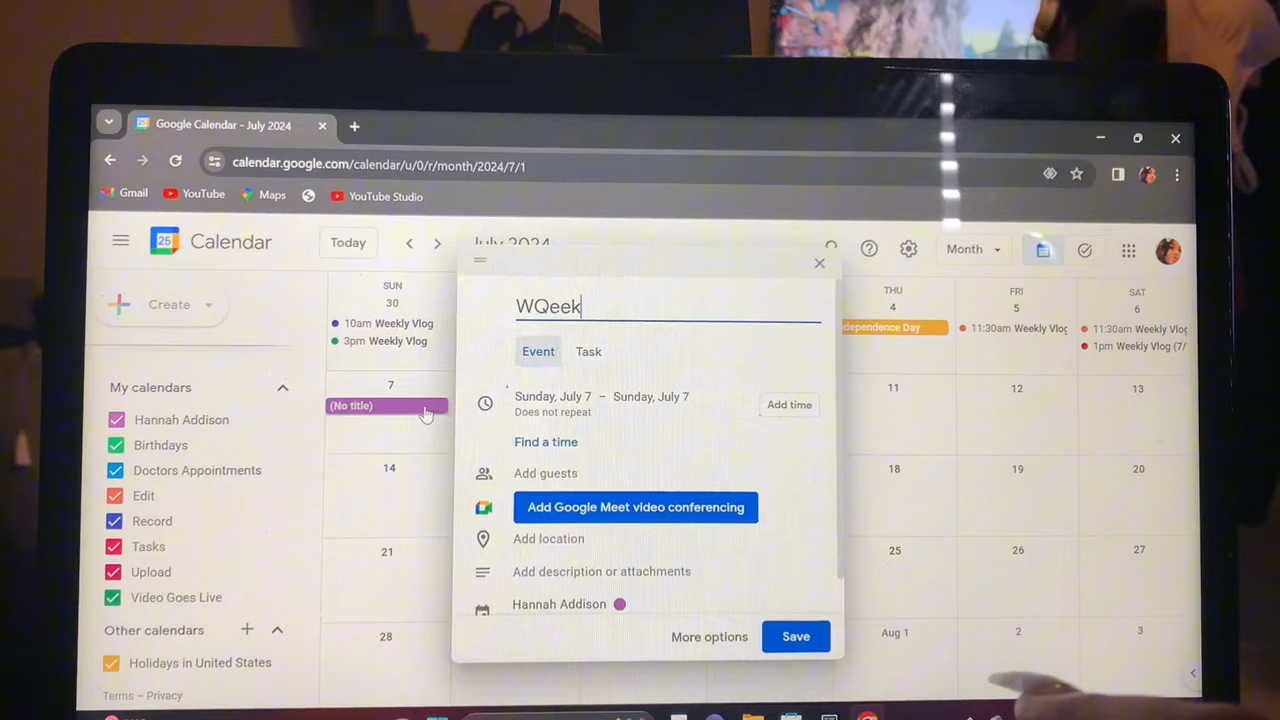 Google Calendar - July 2024
calendar.google.com/calendar/u/0/r/month/2024/7/1
Gmail YouTube Maps YouTube Studio
25 Calendar Today July 2024 Month
Create
My calendars
Hannah Addison
Birthdays
Doctors Appointments
Edit
Record
Tasks
Upload
Video Goes Live
Other calendars
Holidays in United States
Terms – Privacy
SUN THU FRI SAT
30 4 5 6
10am Weekly Vlog
3pm Weekly Vlog
dependence Day
11:30am Weekly Vlog
11:30am Weekly Vlog
1pm Weekly Vlog (7/
7 11 12 13
(No title)
14 18 19 20
21 25 26 27
28 Aug 1 2 3
WQeek
Event Task
Sunday, July 7 – Sunday, July 7
Does not repeat
Add time
Find a time
Add guests
Add Google Meet video conferencing
Add location
Add description or attachments
Hannah Addison
More options Save